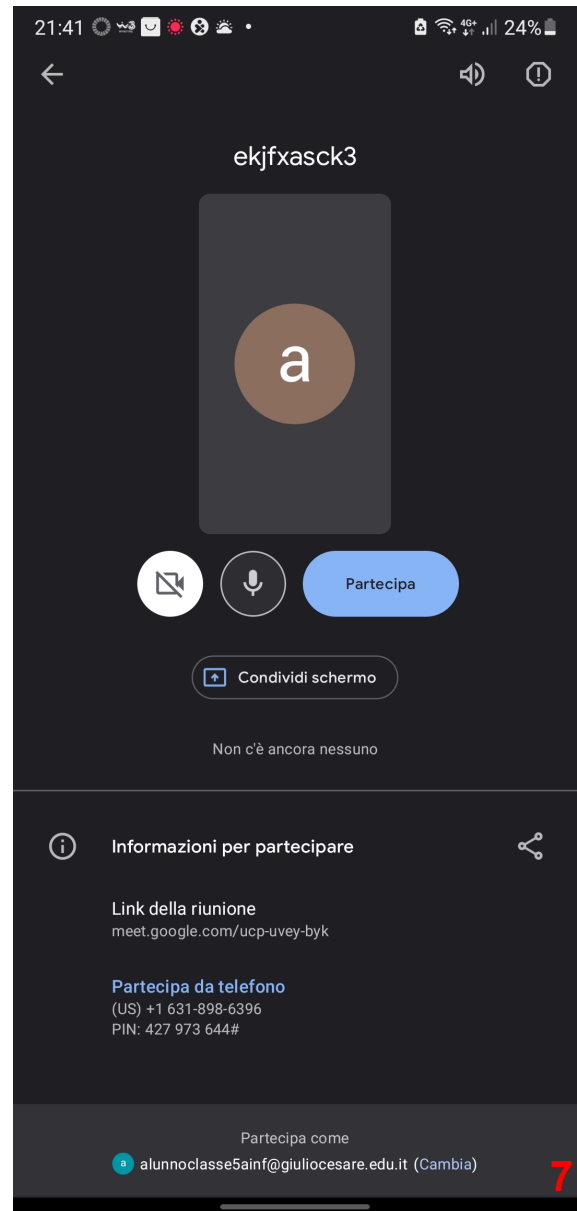 21:41 4G+ 24%
ekjfxasck3
a
Partecipa
Condividi schermo
Non c'è ancora nessuno
Informazioni per partecipare
Link della riunione
meet.google.com/ucp-uvey-byk
Partecipa da telefono
(US) +1 631-898-6396
PIN: 427 973 644#
Partecipa come
a alunnoclasse5ainf@giuliocesare.edu.it (Cambia)
7